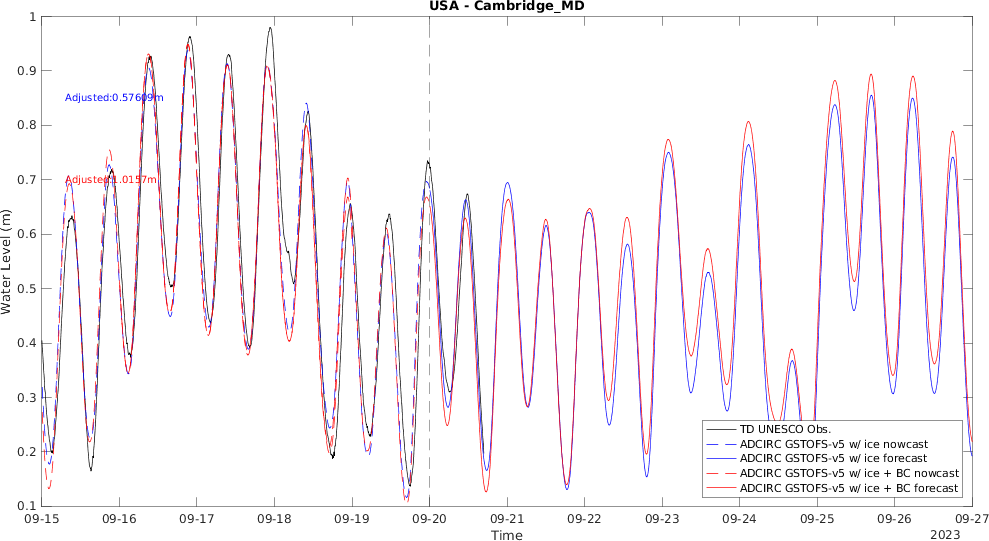 USA - Cambridge_MD
1
0.9
0.8
0.7
0.6
0.5
0.4
0.3
0.2
0.1
Water Level (m)
Adjusted:0.57609m
Adjusted:1.0157m
TD UNESCO Obs.
ADCIRC GSTOFS-v5 w/ ice nowcast
ADCIRC GSTOFS-v5 w/ ice forecast
ADCIRC GSTOFS-v5 w/ ice + BC nowcast
ADCIRC GSTOFS-v5 w/ ice + BC forecast
09-15 09-16 09-17 09-18 09-19 09-20 09-21 09-22 09-23 09-24 09-25 09-26 09-27
Time
2023